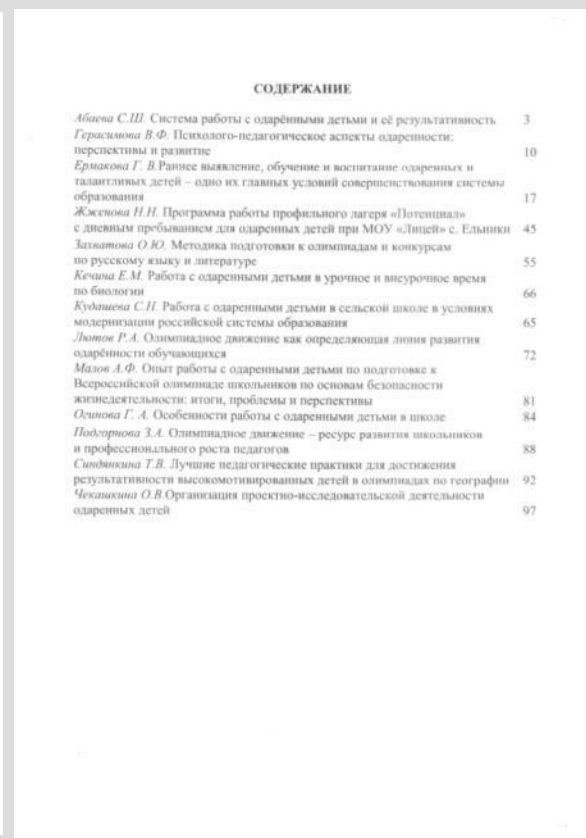 СОДЕРЖАНИЕ
Абаева С.Ш. Система работы с одарёнными детьми и её результативность 3
Герасимова В.Ф. Психолого-педагогическое аспекты одаренности:
перспективы и развитие 10
Ермакова Г. В.Раннее выявление, обучение и воспитание одаренных и
талантливых детей – одно их главных условий совершенствования системы
образования 17
Жженова Н.Н. Программа работы профильного лагеря «Потенциал»
с дневным пребыванием для одаренных детей при МОУ «Лицей» с. Ельники 45
Захватова О.Ю. Методика подготовки к олимпиадам и конкурсам
по русскому языку и литературе 55
Кечина Е.М. Работа с одаренными детьми в урочное и внеурочное время
по биологии 66
Кудашева С.Н. Работа с одаренными детьми в сельской школе в условиях
модернизации российской системы образования 65
Лютов Р.А. Олимпиадное движение как определяющая линия развития
одарённости обучающихся 72
Малов А.Ф. Опыт работы с одаренными детьми по подготовке к
Всероссийской олимпиаде школьников по основам безопасности
жизнедеятельности: итоги, проблемы и перспективы 81
Огинова Г. А. Особенности работы с одаренными детьми в школе 84
Подгорнова З.А. Олимпиадное движение – ресурс развития школьников
и профессионального роста педагогов 88
Синдянкина Т.В. Лучшие педагогические практики для достижения
результативности высокомотивированных детей в олимпиадах по географии 92
Чекашкина О.В.Организация проектно-исследовательской деятельности
одаренных детей 97